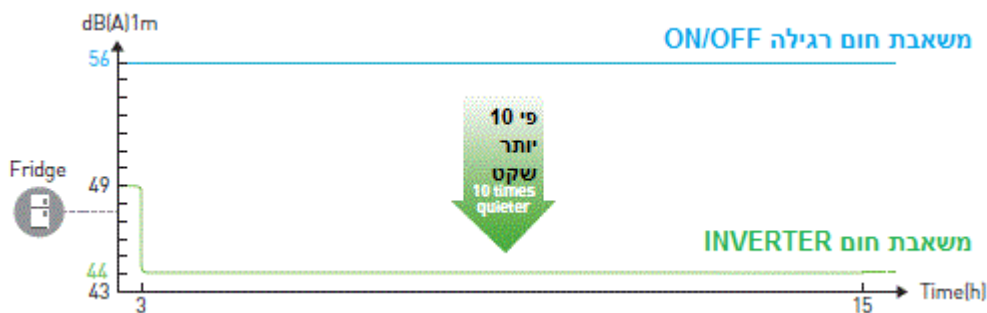 dB(A)1m
משאבת חום רגילה ON/OFF
56
פי 10
יותר
שקט
10 times
quieter
Fridge
49
משאבת חום INVERTER
44
43
3
15
Time(h)